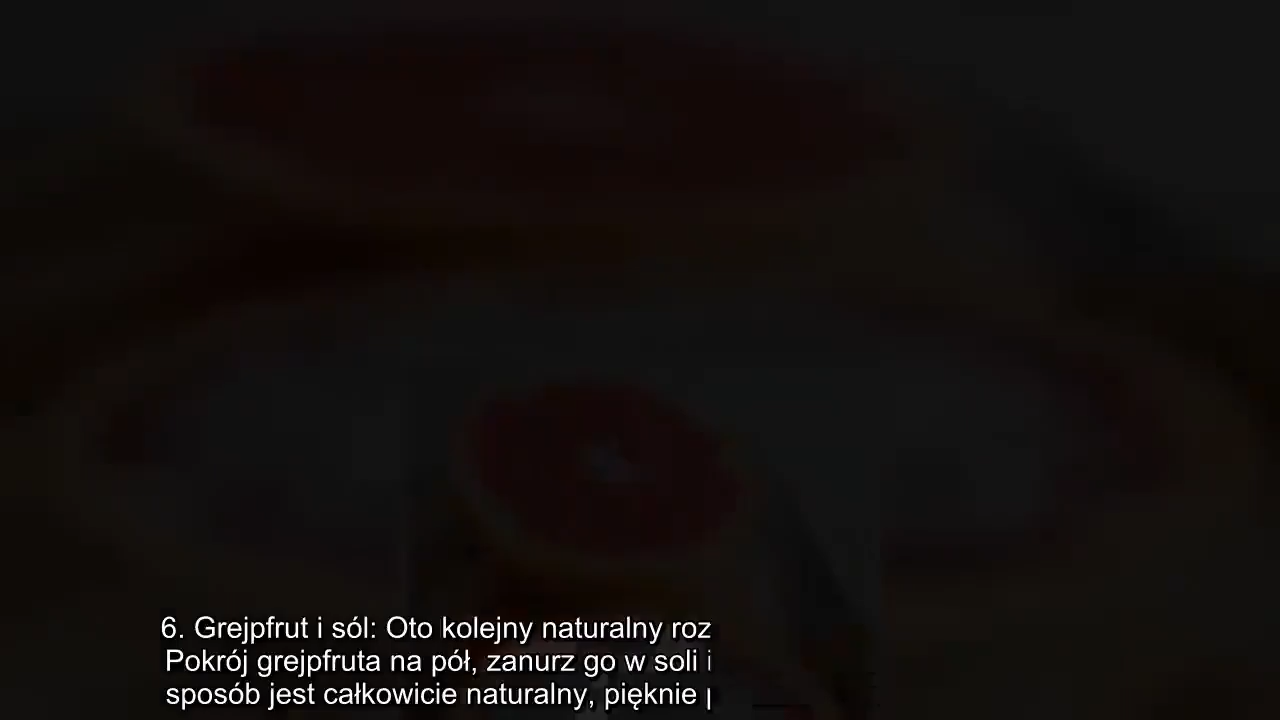 6. Grejpfrut i sól: Oto kolejny naturalny roz
Pokrój grejpfruta na pół, zanurz go w soli i
sposób jest całkowicie naturalny, pięknie